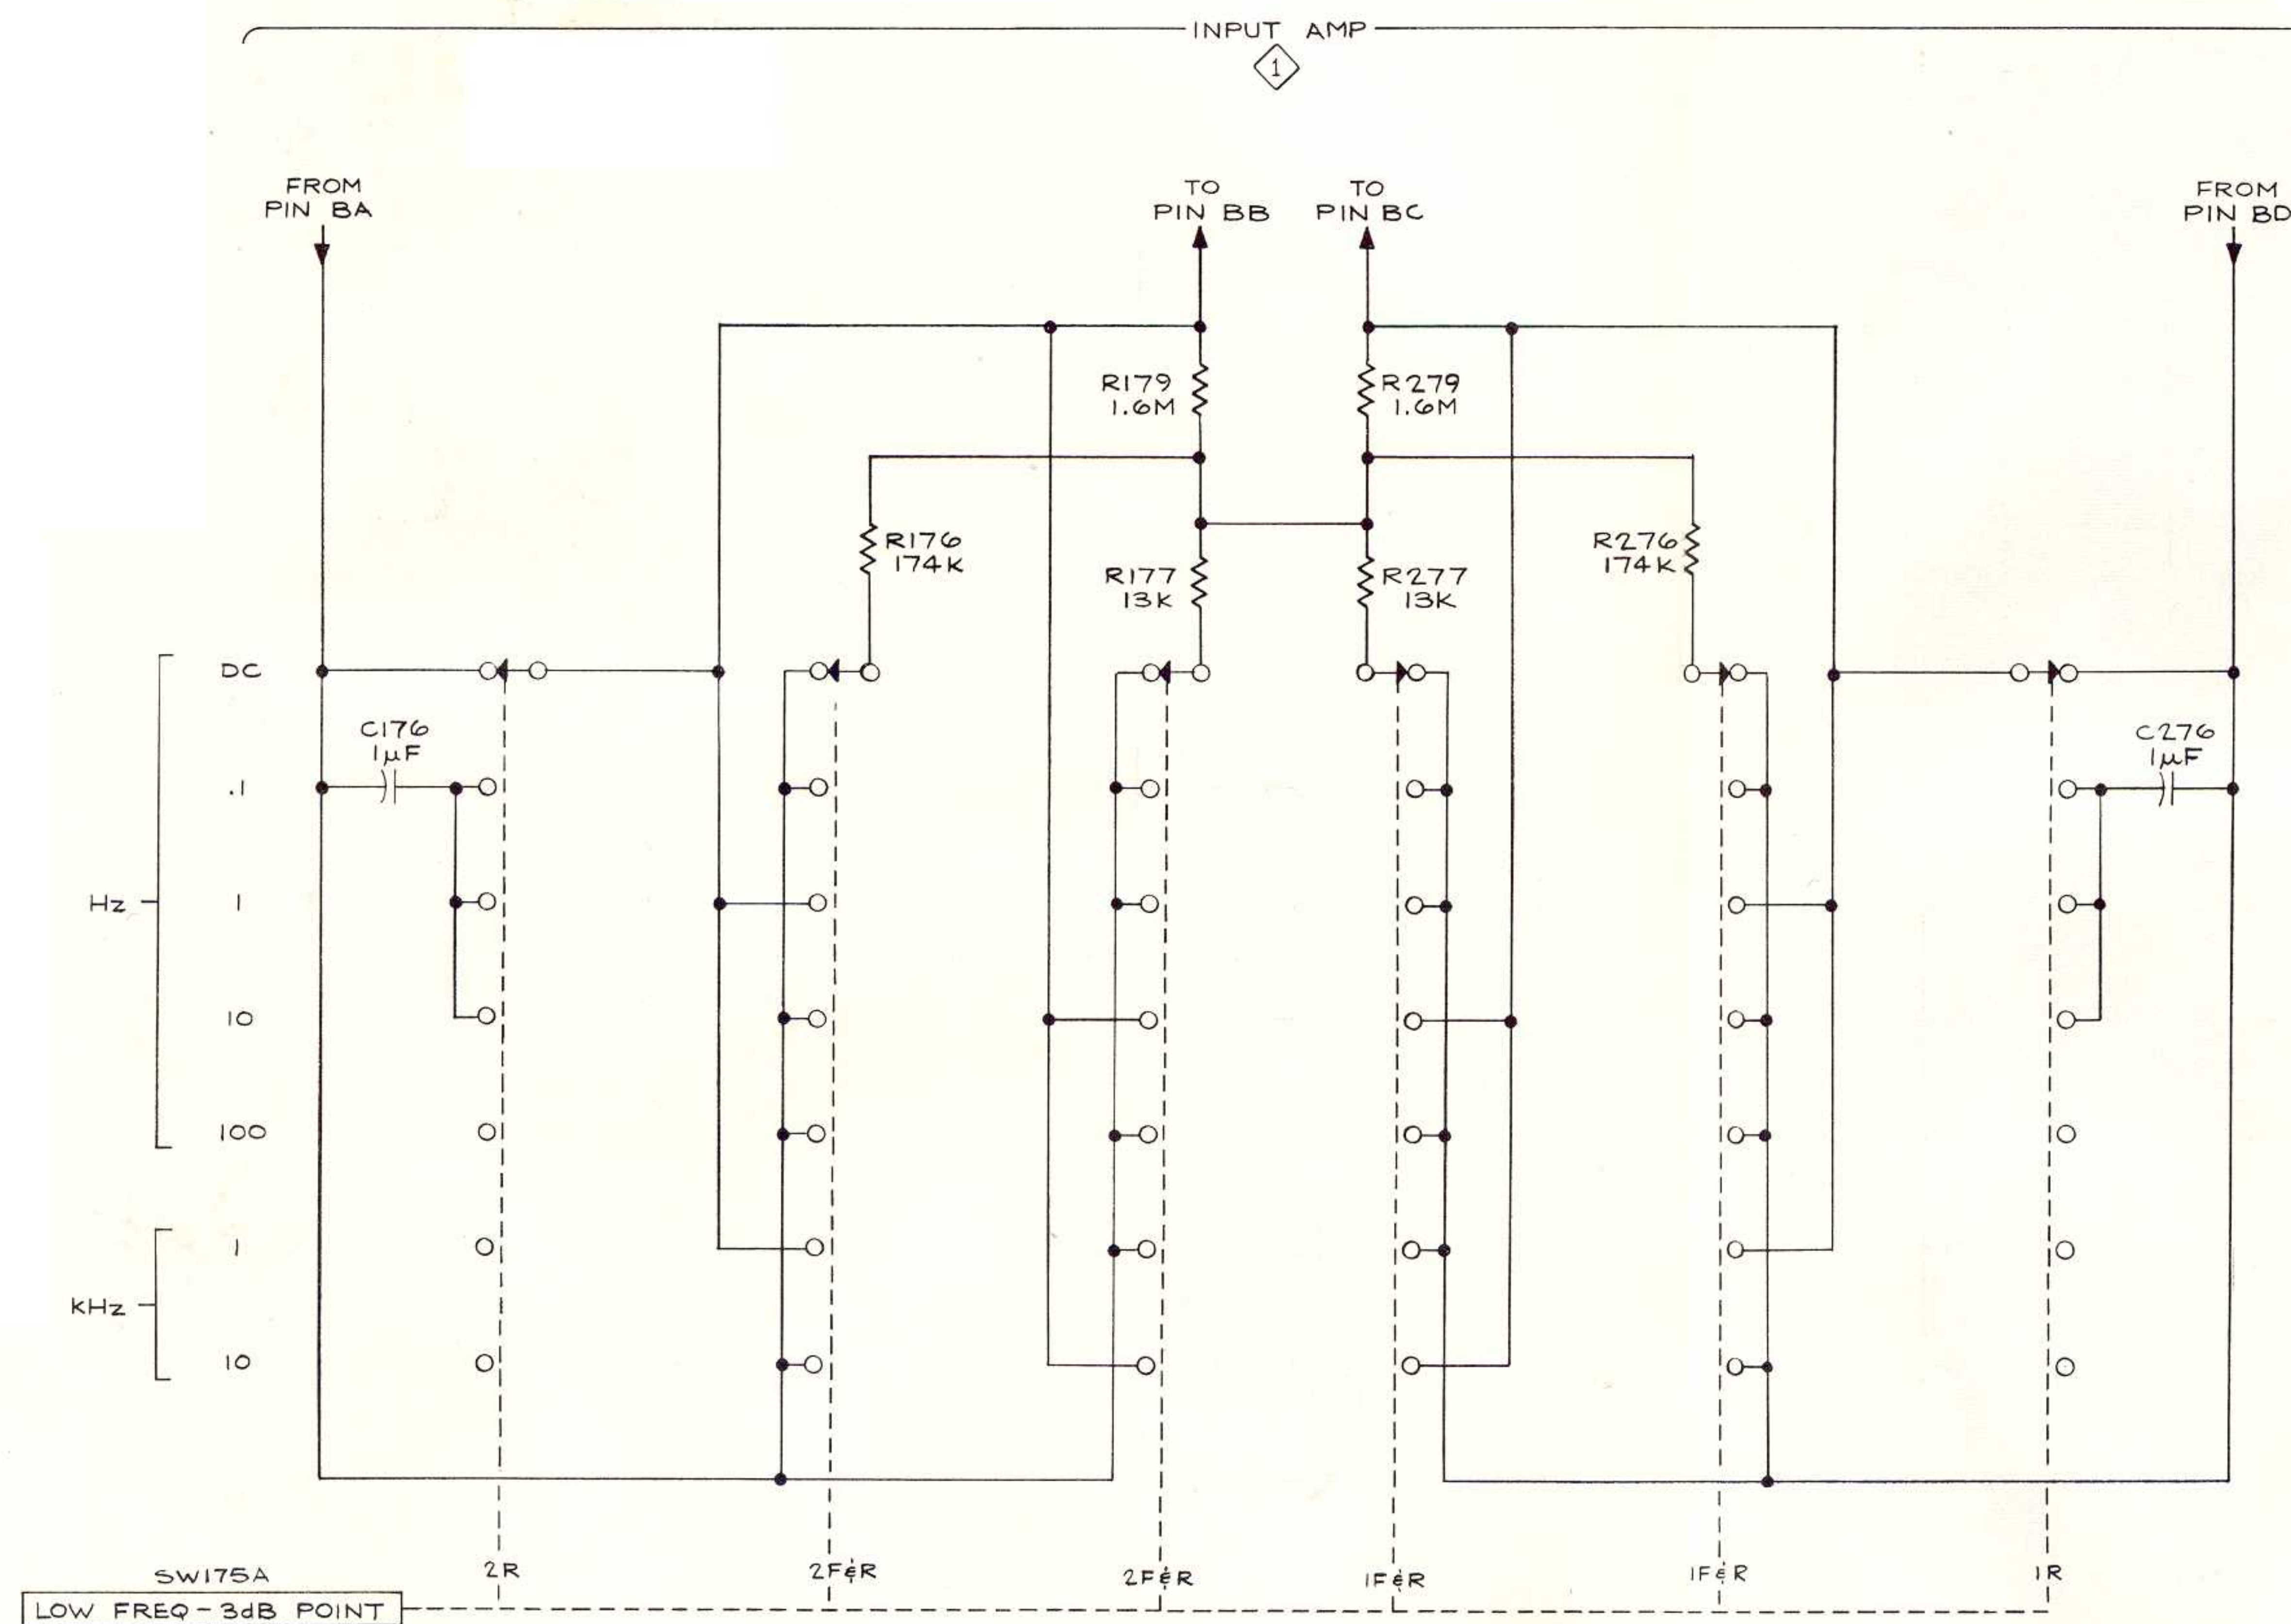 INPUT AMP
1
FROM
PIN BA
TO
PIN BB
TO
PIN BC
FROM
PIN BD
R179
1.6M
R279
1.6M
R176
174K
R177
13K
R277
13K
R276
174K
DC
C176
1µF
C276
1µF
.1
Hz
1
10
100
1
KHz
10
SW175A
2R
2F&R
2F&R
1F&R
1F&R
1R
LOW FREQ-3dB POINT